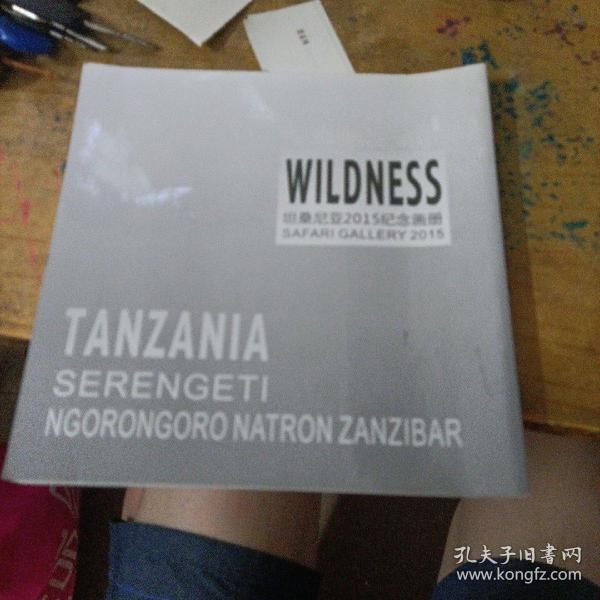 WILDNESS
坦桑尼亚2015纪念画册
SAFARI GALLERY 2015
TANZANIA
SERENGETI
NGORONGORO NATRON ZANZIBAR
孔夫子旧書网
www.kongfz.com